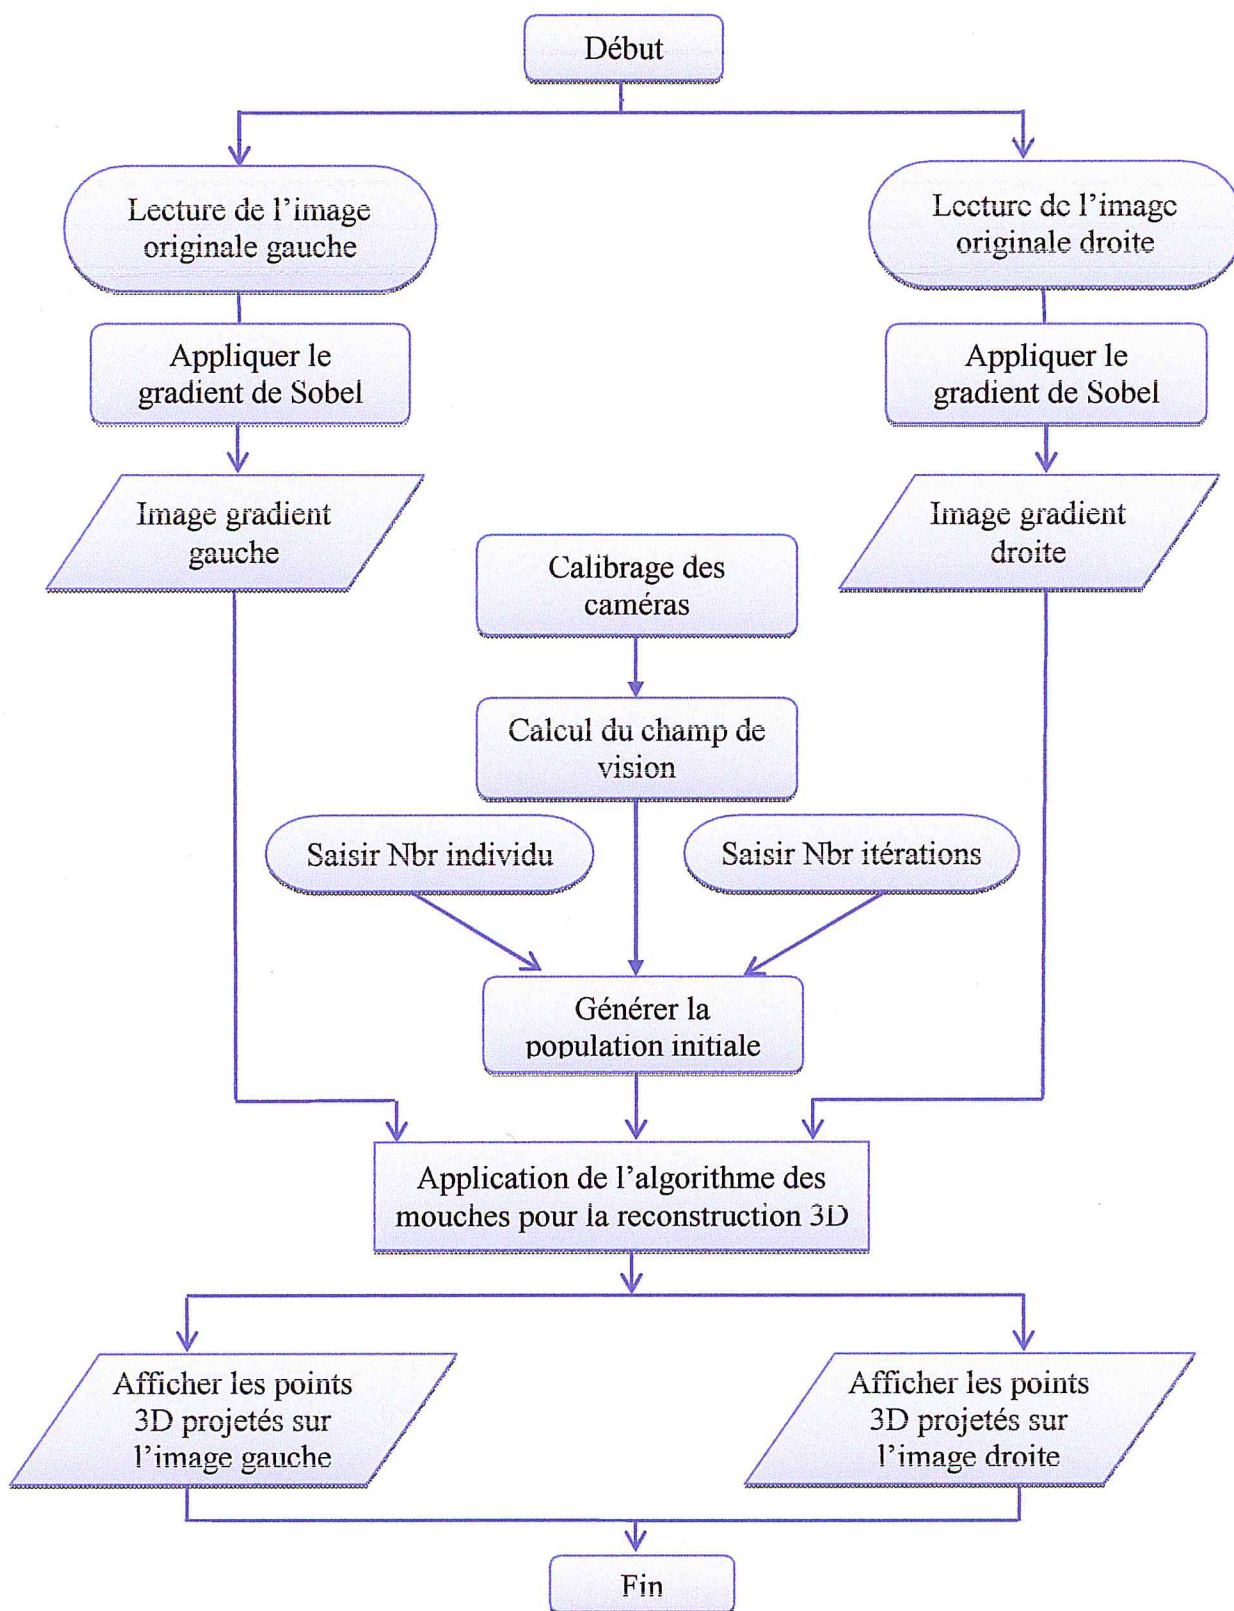 Début
Lecture de l’image
originale gauche
Lecture de l’image
originale droite
Appliquer le
gradient de Sobel
Appliquer le
gradient de Sobel
Image gradient
gauche
Image gradient
droite
Calibrage des
caméras
Calcul du champ de
vision
Saisir Nbr individu
Saisir Nbr itérations
Générer la
population initiale
Application de l’algorithme des
mouches pour la reconstruction 3D
Afficher les points
3D projetés sur
l’image gauche
Afficher les points
3D projetés sur
l’image droite
Fin